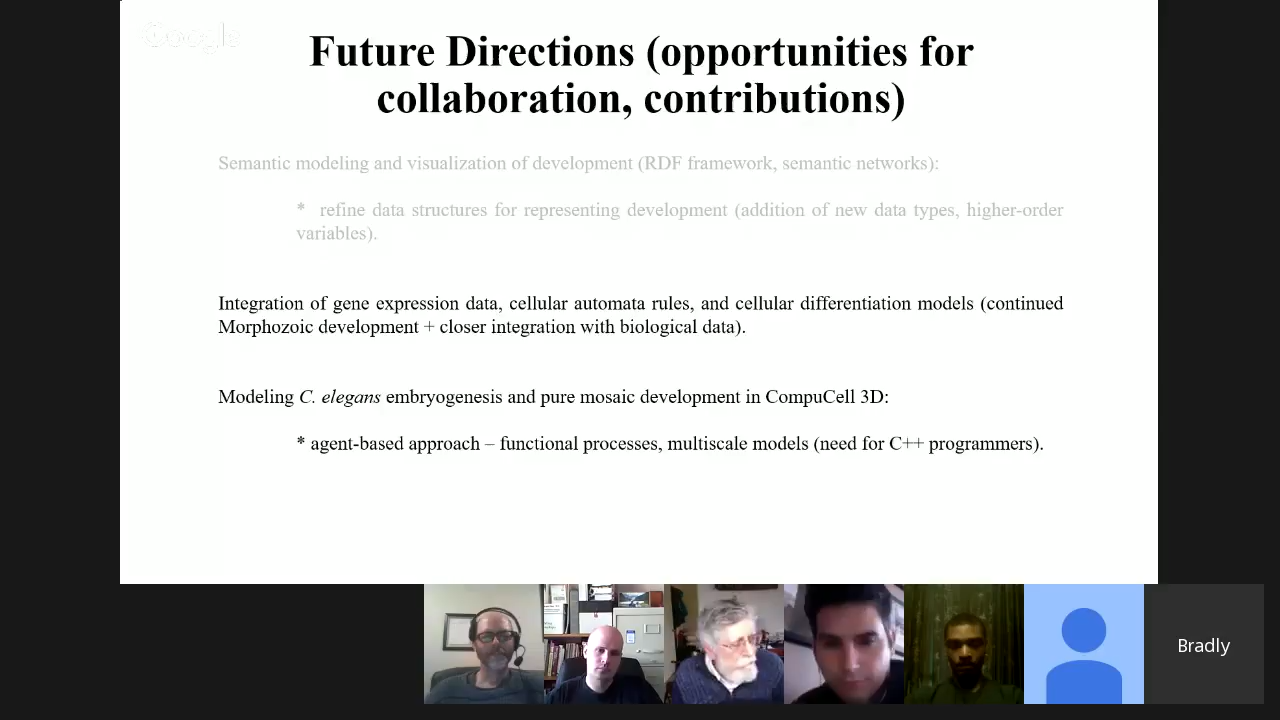 Google
Future Directions (opportunities for
collaboration, contributions)
Semantic modeling and visualization of development (RDF framework, semantic networks):
* refine data structures for representing development (addition of new data types, higher-order
variables).
Integration of gene expression data, cellular automata rules, and cellular differentiation models (continued
Morphozoic development + closer integration with biological data).
Modeling C. elegans embryogenesis and pure mosaic development in CompuCell 3D:
* agent-based approach – functional processes, multiscale models (need for C++ programmers).
Bradly